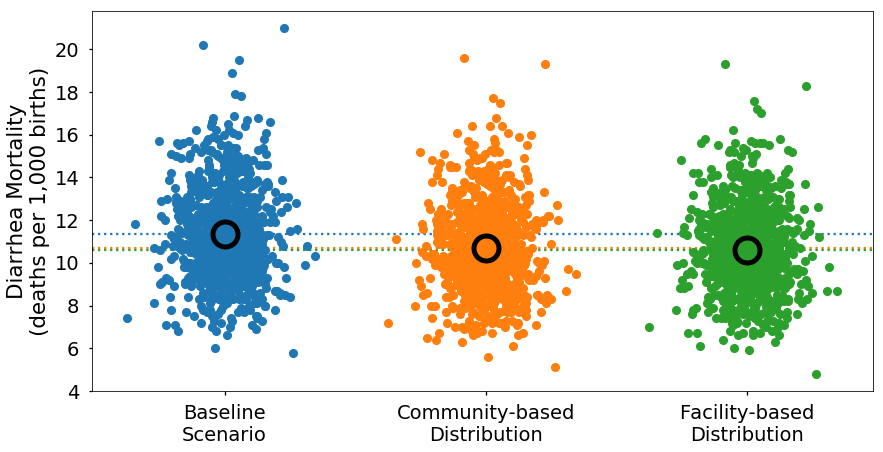 Diarrhea Mortality
(deaths per 1,000 births)
20
18
16
14
12
10
8
6
4
Baseline
Scenario
Community-based
Distribution
Facility-based
Distribution